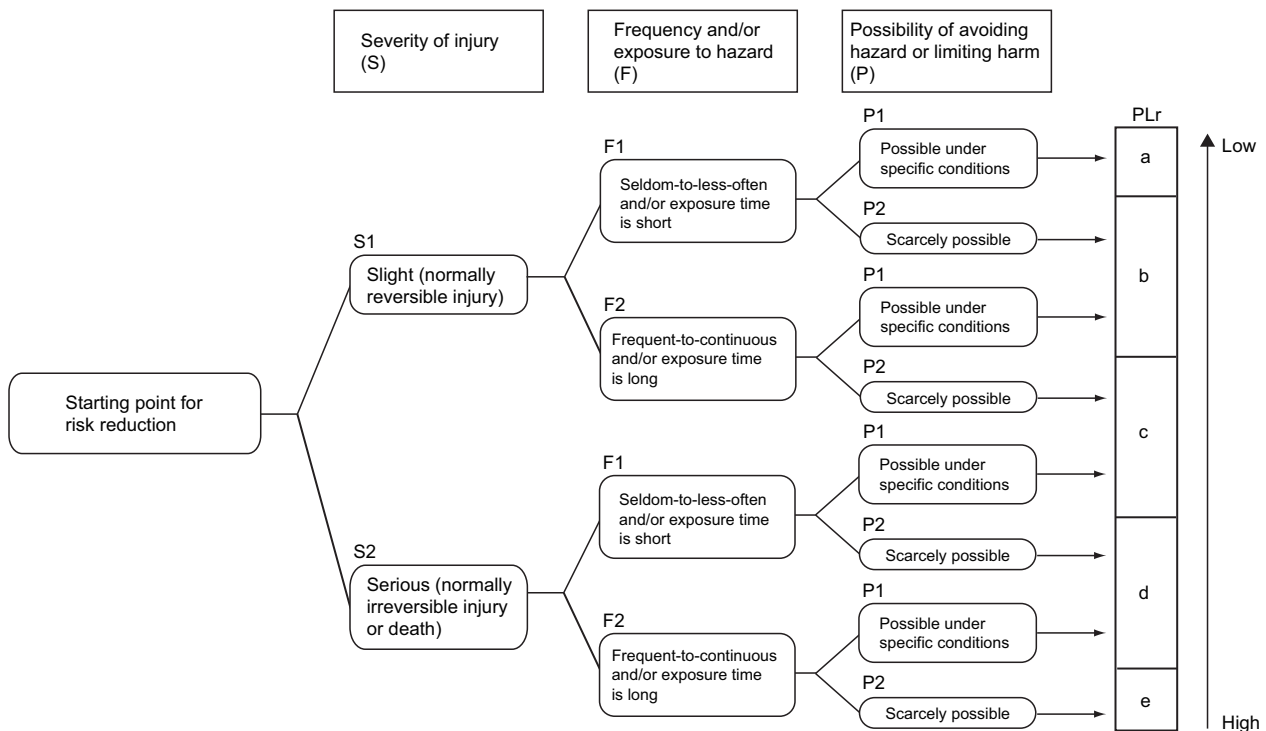 Severity of injury
(S)
Frequency and/or
exposure to hazard
(F)
Possibility of avoiding
hazard or limiting harm
(P)
Starting point for
risk reduction
S1
Slight (normally
reversible injury)
S2
Serious (normally
irreversible injury
or death)
F1
Seldom-to-less-often
and/or exposure time
is short
F2
Frequent-to-continuous
and/or exposure time
is long
F1
Seldom-to-less-often
and/or exposure time
is short
F2
Frequent-to-continuous
and/or exposure time
is long
P1
Possible under
specific conditions
P2
Scarcely possible
P1
Possible under
specific conditions
P2
Scarcely possible
P1
Possible under
specific conditions
P2
Scarcely possible
P1
Possible under
specific conditions
P2
Scarcely possible
PLr
a
b
c
d
e
Low
High